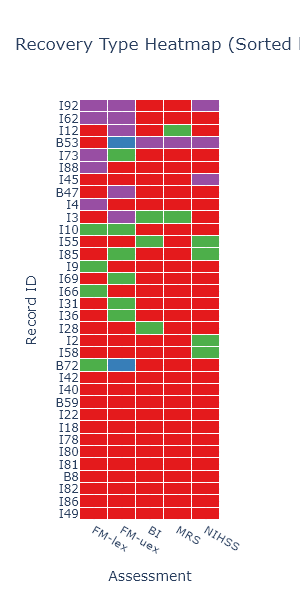 Recovery Type Heatmap (Sorted
I92
I62
I12
B53
I73
I88
I45
B47
I4
I3
I10
I55
I85
I9
I69
I66
I31
I36
I28
I2
I58
B72
I42
I40
B59
I22
I18
I78
I80
I81
B8
I82
I86
I49
Record ID
FM-lex
FM-uex
BI
MRS
NIHSS
Assessment